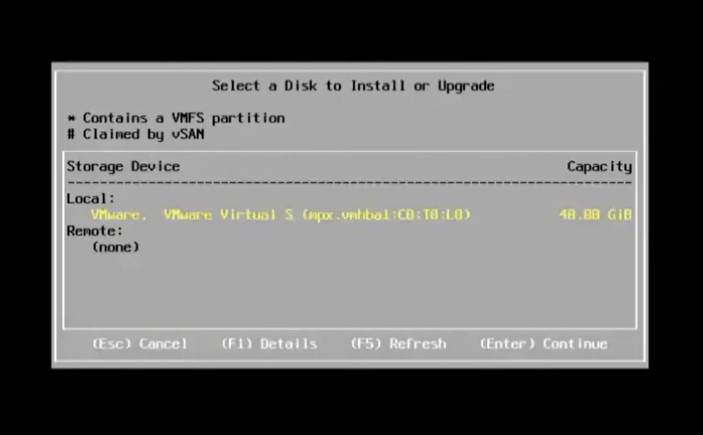 Select a Disk to Install or Upgrade
* Contains a VMFS partition
# Claimed by vSAN
Storage Device Capacity
--------------------------------------------------------------------------------
Local:
VMware, VMware Virtual S (mpx.vmhba1:C0:T0:L0) 40.00 GiB
Remote:
(none)
(Esc) Cancel (F1) Details (F5) Refresh (Enter) Continue